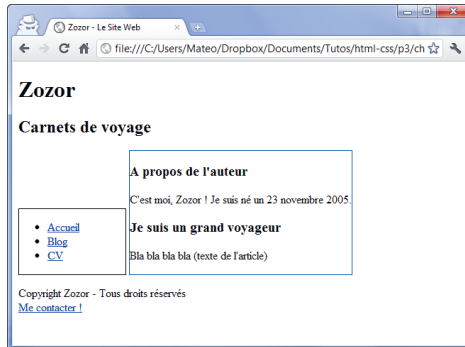 Zozor - Le Site Web
file:///C:/Users/Mateo/Dropbox/Documents/Tutos/html-css/p3/ch
Zozor
Carnets de voyage
Accueil
Blog
CV
A propos de l'auteur
C'est moi, Zozor ! Je suis né un 23 novembre 2005.
Je suis un grand voyageur
Bla bla bla bla (texte de l'article)
Copyright Zozor - Tous droits réservés
Me contacter !